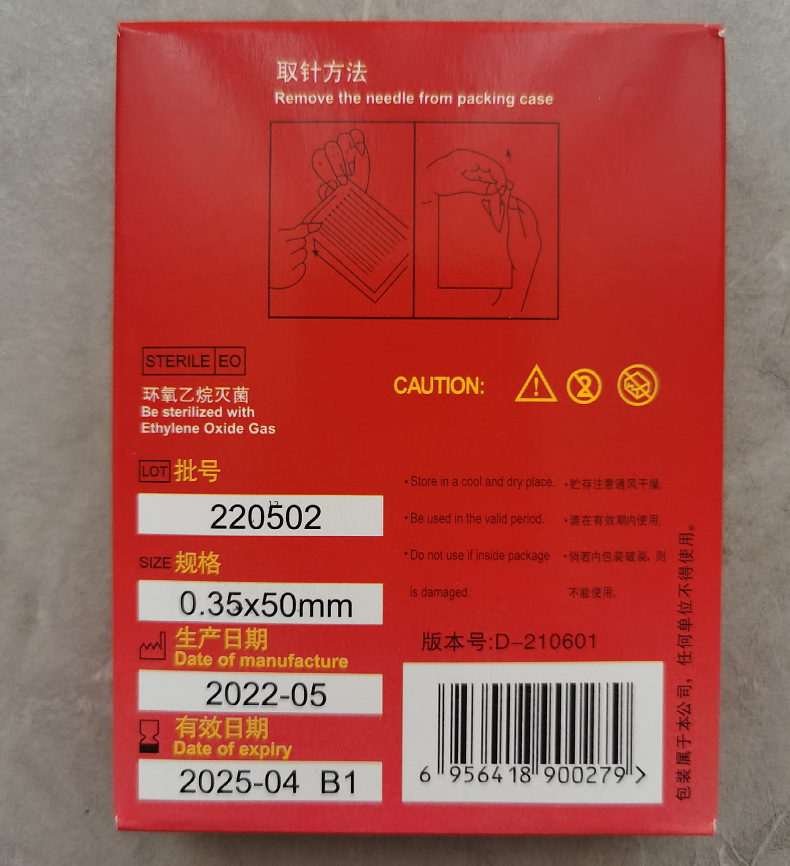 取针方法
Remove the needle from packing case
STERILE EO
环氧乙烷灭菌
Be sterilized with
Ethylene Oxide Gas
CAUTION:
2
LOT 批号
220502
SIZE 规格
0.35x50mm
生产日期
Date of manufacture
2022-05
有效日期
Date of expiry
2025-04 B1
·Store in a cool and dry place.
·Be used in the valid period.
·Do not use if inside package
is damaged.
·贮存注意通风干燥.
·请在有效期内使用.
·倘若内包装破裂, 则
不能使用.
版本号:D-210601
6 956418 900279 >
包装属于本公司，任何单位不得使用。